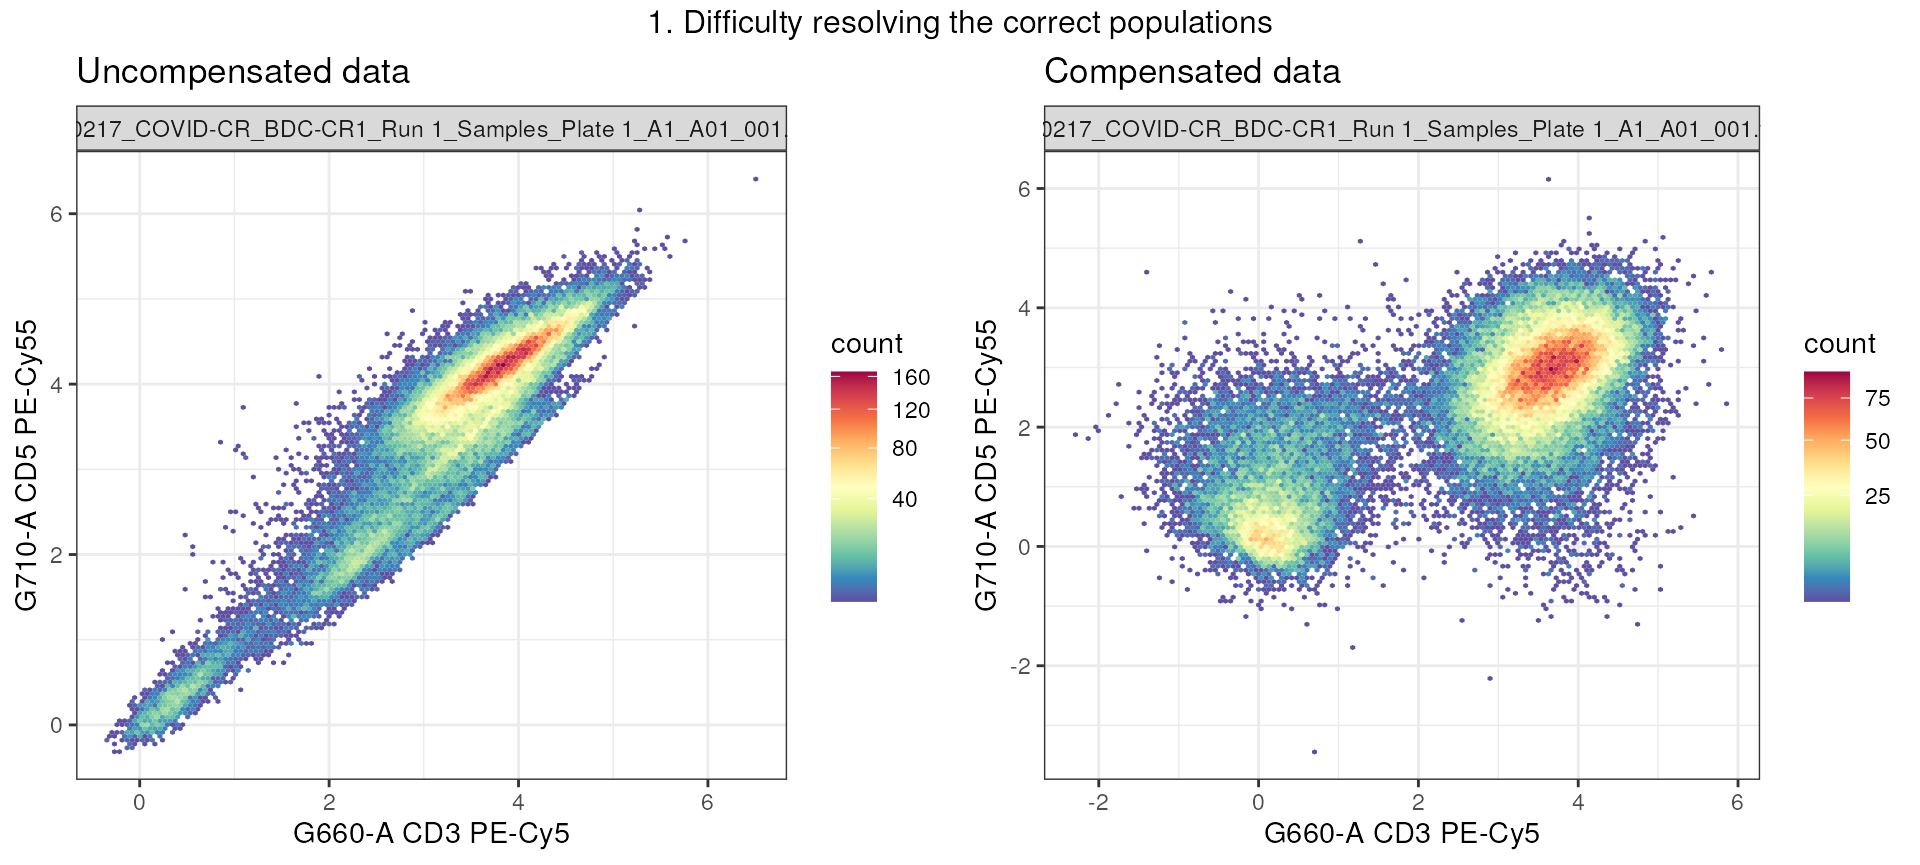 1. Difficulty resolving the correct populations
Uncompensated data
0217_COVID-CR_BDC-CR1_Run 1_Samples_Plate 1_A1_A01_001.
6
4
2
0
G710-A CD5 PE-Cy55
0
2
4
6
G660-A CD3 PE-Cy5
count
160
120
80
40
Compensated data
0217_COVID-CR_BDC-CR1_Run 1_Samples_Plate 1_A1_A01_001.
6
4
2
0
-2
G710-A CD5 PE-Cy55
-2
0
2
4
6
G660-A CD3 PE-Cy5
count
75
50
25